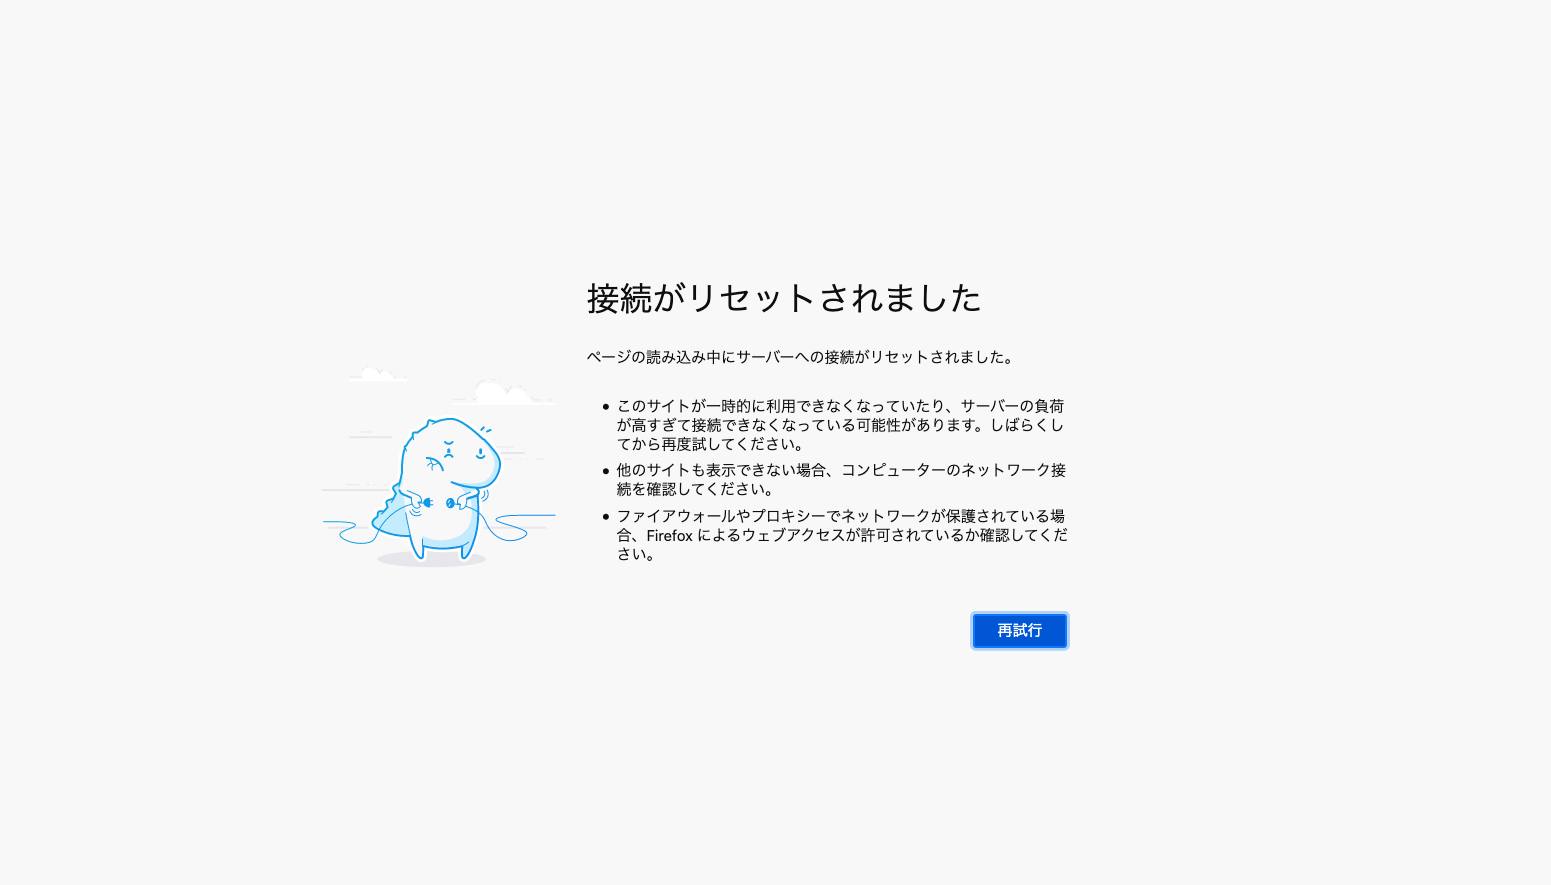 接続がリセットされました
ページの読み込み中にサーバーへの接続がリセットされました。
• このサイトが一時的に利用できなくなっていたり、サーバーの負荷
が高すぎて接続できなくなっている可能性があります。しばらくし
てから再度試してください。
• 他のサイトも表示できない場合、コンピューターのネットワーク接
続を確認してください。
• ファイアウォールやプロキシーでネットワークが保護されている場
合、Firefox によるウェブアクセスが許可されているか確認してくだ
さい。
再試行